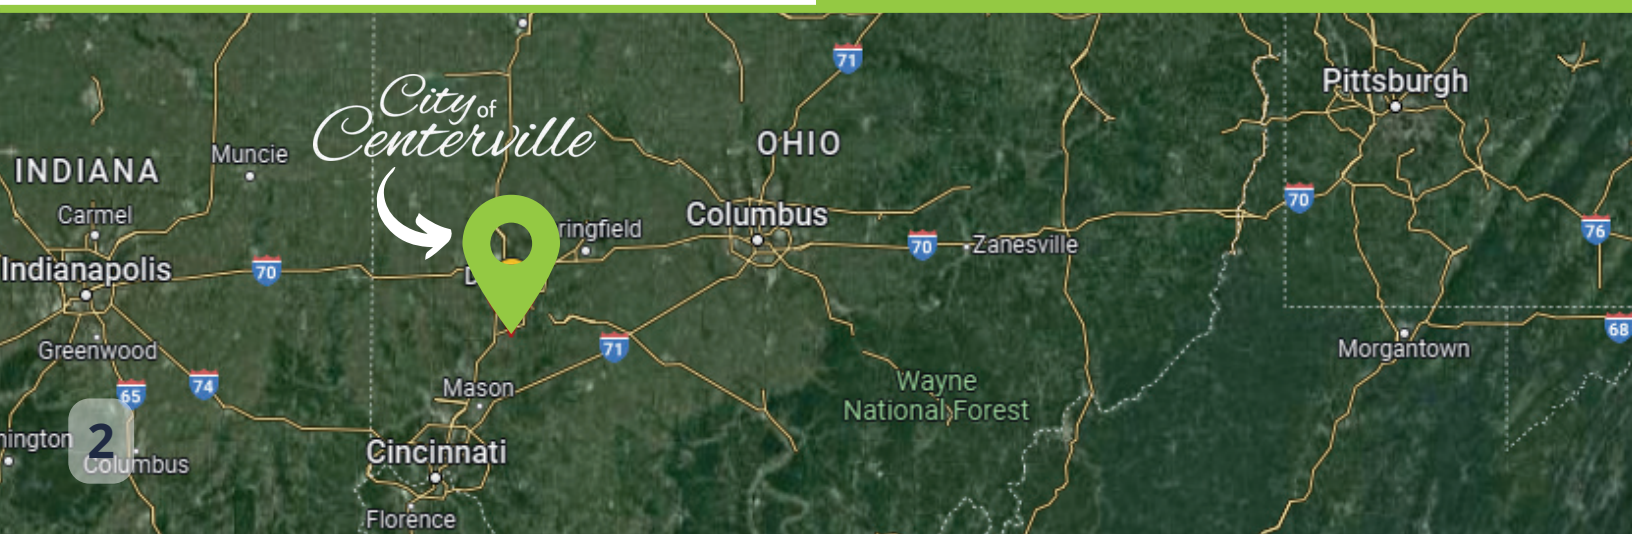 71
Pittsburgh
City of
Centerville
OHIO
Muncie
INDIANA
70
Carmel
Columbus
ringfield
76
70
Zanesville
Indianapolis
70
D
68
71
Greenwood
Morgantown
Mason
Wayne
National Forest
65
74
2
nington
Columbus
Cincinnati
Florence